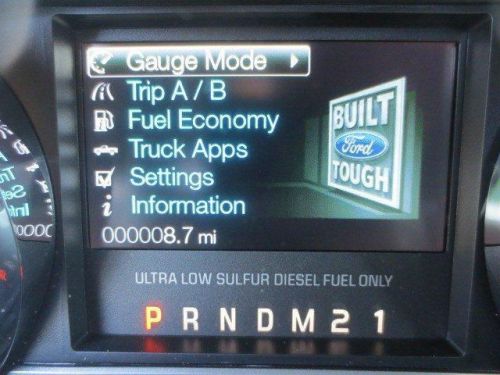 Gauge Mode
Trip A / B
Fuel Economy
Truck Apps
Settings
i Information
000008.7 mi
BUILT
Ford
TOUGH
ULTRA LOW SULFUR DIESEL FUEL ONLY
P R N D M 2 1